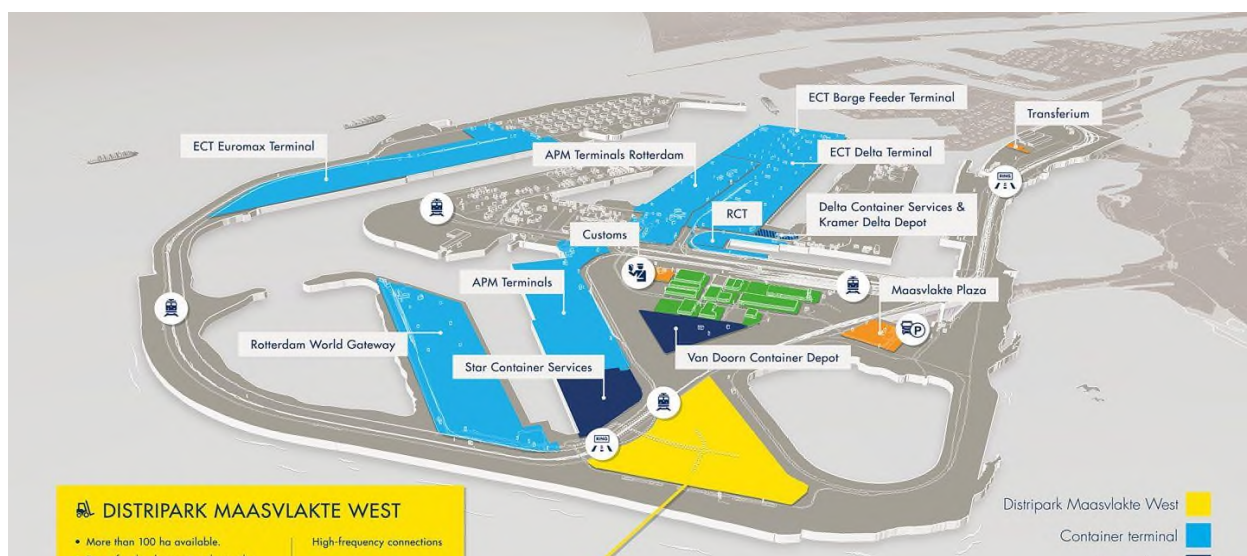 ECT Barge Feeder Terminal
Transferium
ECT Euromax Terminal
APM Terminals Rotterdam
ECT Delta Terminal
RING
RCT
Delta Container Services &
Kramer Delta Depot
Customs
APM Terminals
Maasvlakte Plaza
P
Rotterdam World Gateway
Star Container Services
Van Doorn Container Depot
RING
DISTRIPARK MAASVLAKTE WEST
• More than 100 ha available.
High-frequency connections
Distripark Maasvlakte West
Container terminal